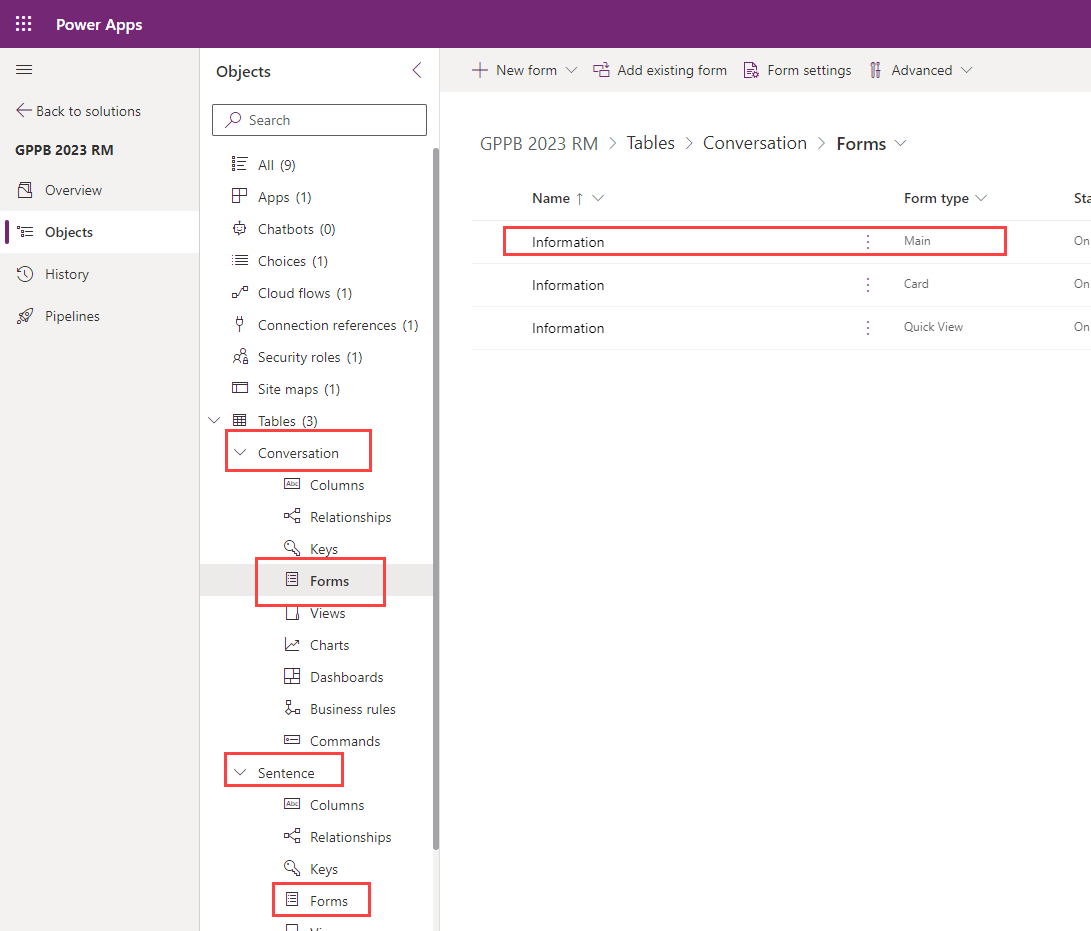 Power Apps
Back to solutions
GPPB 2023 RM
Overview
Objects
History
Pipelines
Objects
Search
All (9)
Apps (1)
Chatbots (0)
Choices (1)
Cloud flows (1)
Connection references (1)
Security roles (1)
Site maps (1)
Tables (3)
Conversation
Abc Columns
Relationships
Keys
Forms
Views
Charts
Dashboards
Business rules
Commands
Sentence
Abc Columns
Relationships
Keys
Forms
New form Add existing form Form settings Advanced
GPPB 2023 RM > Tables > Conversation > Forms
Name ↑ Form type Sta
Information Main On
Information Card On
Information Quick View On